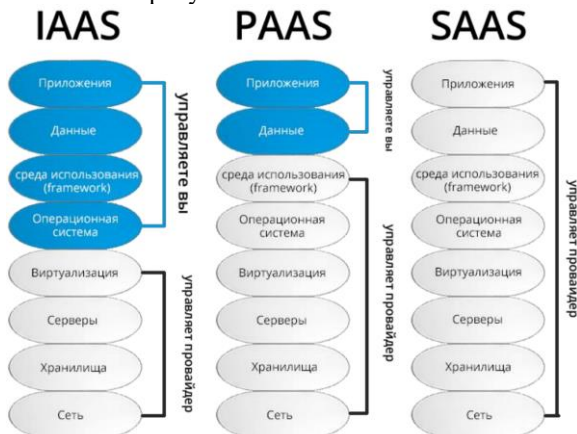 IAAS
Приложения
Данные
среда использования
(framework)
Операционная
система
Виртуализация
Серверы
Хранилища
Сеть
управляете вы
управляет провайдер
PAAS
Приложения
Данные
среда использования
(framework)
Операционная
система
Виртуализация
Серверы
Хранилища
Сеть
управляете вы
управляет провайдер
SAAS
Приложения
Данные
среда использования
(framework)
Операционная
система
Виртуализация
Серверы
Хранилища
Сеть
управляет провайдер